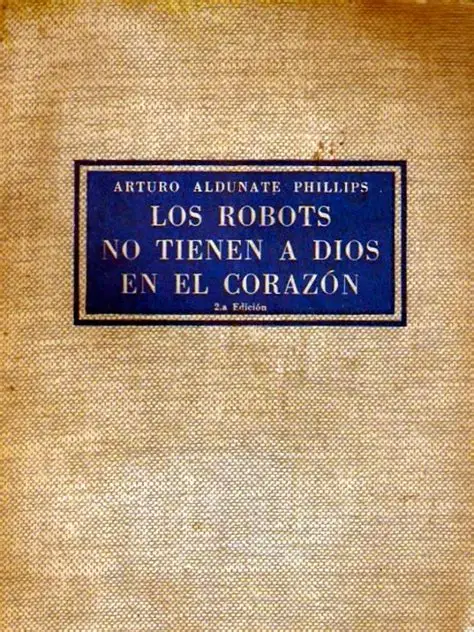 ARTURO ALDUNATE PHILLIPS
LOS ROBOTS
NO TIENEN A DIOS
EN EL CORAZÓN
2.a Edición